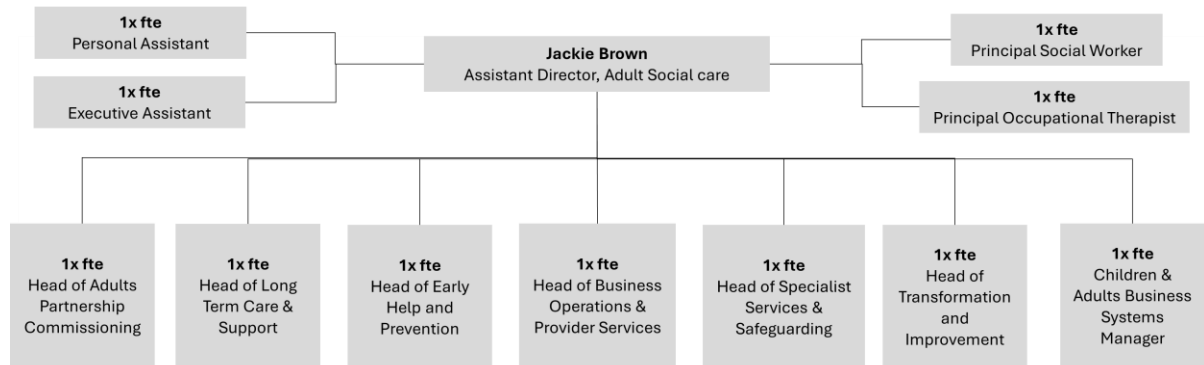 1x fte
Personal Assistant
1x fte
Executive Assistant
Jackie Brown
Assistant Director, Adult Social care
1x fte
Principal Social Worker
1x fte
Principal Occupational Therapist
1x fte
Head of Adults
Partnership
Commissioning
1x fte
Head of Long
Term Care &
Support
1x fte
Head of Early
Help and
Prevention
1x fte
Head of Business
Operations &
Provider Services
1x fte
Head of Specialist
Services &
Safeguarding
1x fte
Head of
Transformation
and
Improvement
1x fte
Children &
Adults Business
Systems
Manager